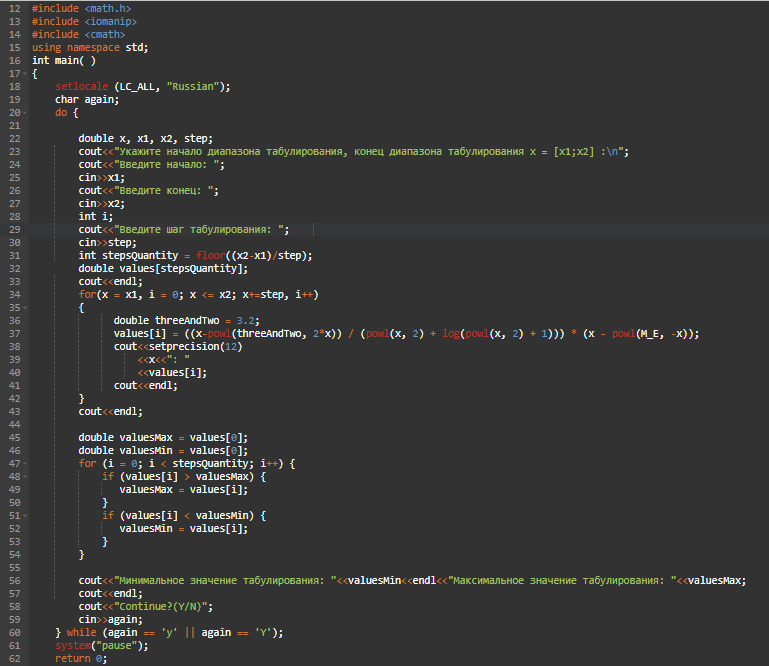 12 #include <math.h>
13 #include <iomanip>
14 #include <cmath>
15 using namespace std;
16 int main( )
17 {
18     setlocale (LC_ALL, "Russian");
19     char again;
20     do {
21
22         double x, x1, x2, step;
23         cout<<"Укажите начало диапазона табулирования, конец диапазона табулирования x = [x1;x2] :\n";
24         cout<<"Введите начало: ";
25         cin>>x1;
26         cout<<"Введите конец: ";
27         cin>>x2;
28         int i;
29         cout<<"Введите шаг табулирования: ";
30         cin>>step;
31         int stepsQuantity = floor((x2-x1)/step);
32         double values[stepsQuantity];
33         cout<<endl;
34         for(x = x1, i = 0; x <= x2; x+=step, i++)
35         {
36             double threeAndTwo = 3.2;
37             values[i] = ((x-powl(threeAndTwo, 2*x)) / (powl(x, 2) + log(powl(x, 2) + 1))) * (x - powl(M_E, -x));
38             cout<<setprecision(12)
39                 <<x<<": "
40                 <<values[i];
41             cout<<endl;
42         }
43         cout<<endl;
44
45         double valuesMax = values[0];
46         double valuesMin = values[0];
47         for (i = 0; i < stepsQuantity; i++) {
48             if (values[i] > valuesMax) {
49                 valuesMax = values[i];
50             }
51             if (values[i] < valuesMin) {
52                 valuesMin = values[i];
53             }
54         }
55
56         cout<<"Минимальное значение табулирования: "<<valuesMin<<endl<<"Максимальное значение табулирования: "<<valuesMax;
57         cout<<endl;
58         cout<<"Continue?(Y/N)";
59         cin>>again;
60     } while (again == 'y' || again == 'Y');
61     system("pause");
62     return 0;